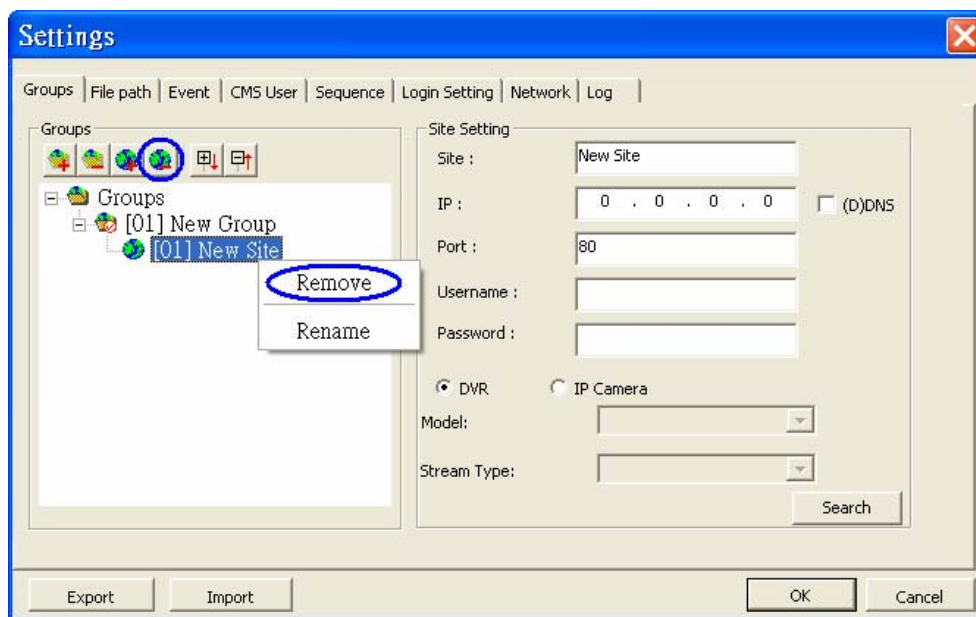 Settings
Groups File path Event CMS User Sequence Login Setting Network Log
Groups
Groups
[01] New Group
[01] New Site
Remove
Rename
Site Setting
Site : New Site
IP : 0 . 0 . 0 . 0 (D)DNS
Port : 80
Username :
Password :
DVR IP Camera
Model:
Stream Type:
Search
Export Import OK Cancel